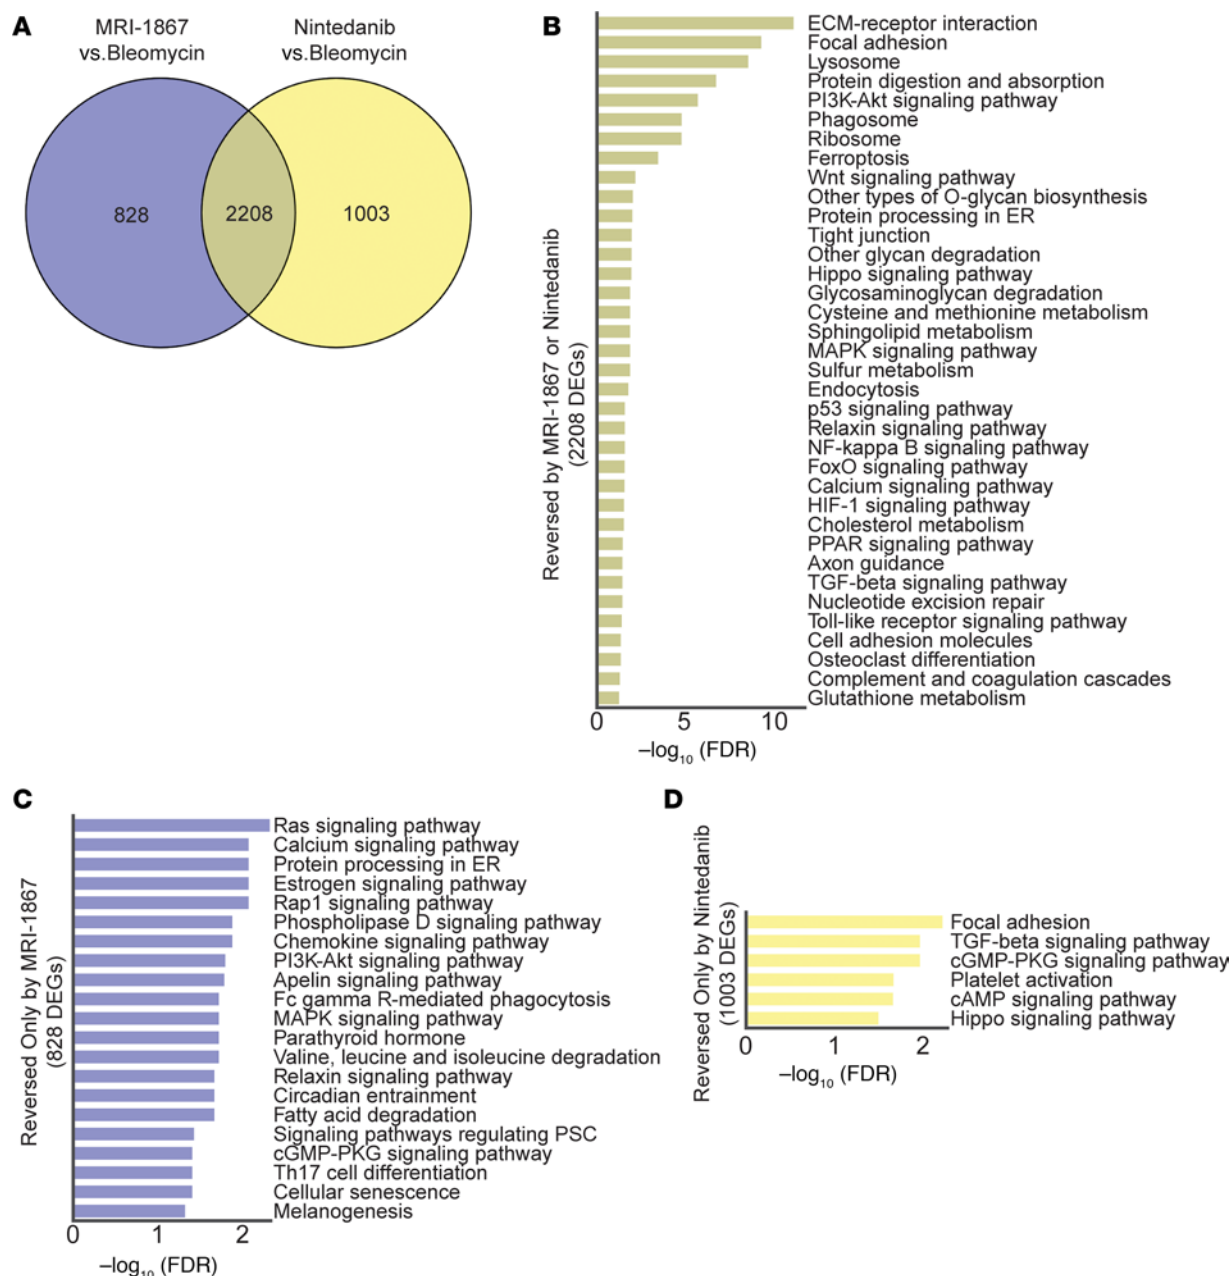 A
MRI-1867
vs.Bleomycin
Nintedanib
vs.Bleomycin
828
2208
1003
B
Reversed by MRI-1867 or Nintedanib
(2208 DEGs)
ECM-receptor interaction
Focal adhesion
Lysosome
Protein digestion and absorption
PI3K-Akt signaling pathway
Phagosome
Ribosome
Ferroptosis
Wnt signaling pathway
Other types of O-glycan biosynthesis
Protein processing in ER
Tight junction
Other glycan degradation
Hippo signaling pathway
Glycosaminoglycan degradation
Cysteine and methionine metabolism
Sphingolipid metabolism
MAPK signaling pathway
Sulfur metabolism
Endocytosis
p53 signaling pathway
Relaxin signaling pathway
NF-kappa B signaling pathway
FoxO signaling pathway
Calcium signaling pathway
HIF-1 signaling pathway
Cholesterol metabolism
PPAR signaling pathway
Axon guidance
TGF-beta signaling pathway
Nucleotide excision repair
Toll-like receptor signaling pathway
Cell adhesion molecules
Osteoclast differentiation
Complement and coagulation cascades
Glutathione metabolism
0 5 10
–log10 (FDR)
C
Reversed Only by MRI-1867
(828 DEGs)
Ras signaling pathway
Calcium signaling pathway
Protein processing in ER
Estrogen signaling pathway
Rap1 signaling pathway
Phospholipase D signaling pathway
Chemokine signaling pathway
PI3K-Akt signaling pathway
Apelin signaling pathway
Fc gamma R-mediated phagocytosis
MAPK signaling pathway
Parathyroid hormone
Valine, leucine and isoleucine degradation
Relaxin signaling pathway
Circadian entrainment
Fatty acid degradation
Signaling pathways regulating PSC
cGMP-PKG signaling pathway
Th17 cell differentiation
Cellular senescence
Melanogenesis
0 1 2
–log10 (FDR)
D
Reversed Only by Nintedanib
(1003 DEGs)
Focal adhesion
TGF-beta signaling pathway
cGMP-PKG signaling pathway
Platelet activation
cAMP signaling pathway
Hippo signaling pathway
0 1 2
–log10 (FDR)